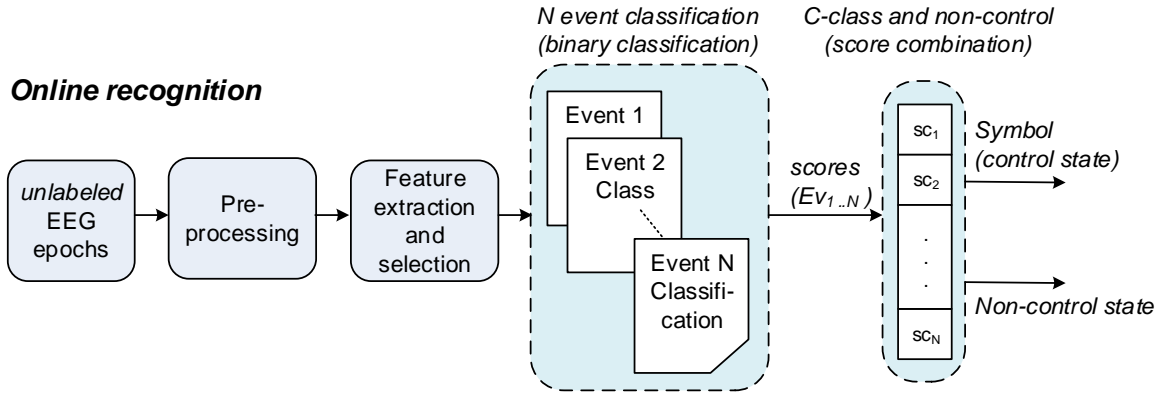 N event classification
(binary classification)
C-class and non-control
(score combination)
Online recognition
unlabeled
EEG
epochs
Pre-
processing
Feature
extraction
and
selection
Event 1
Event 2
Class
Event N
Classifi-
cation
scores
(Ev1..N )
sc1
sc2
.
.
.
scN
Symbol
(control state)
Non-control state